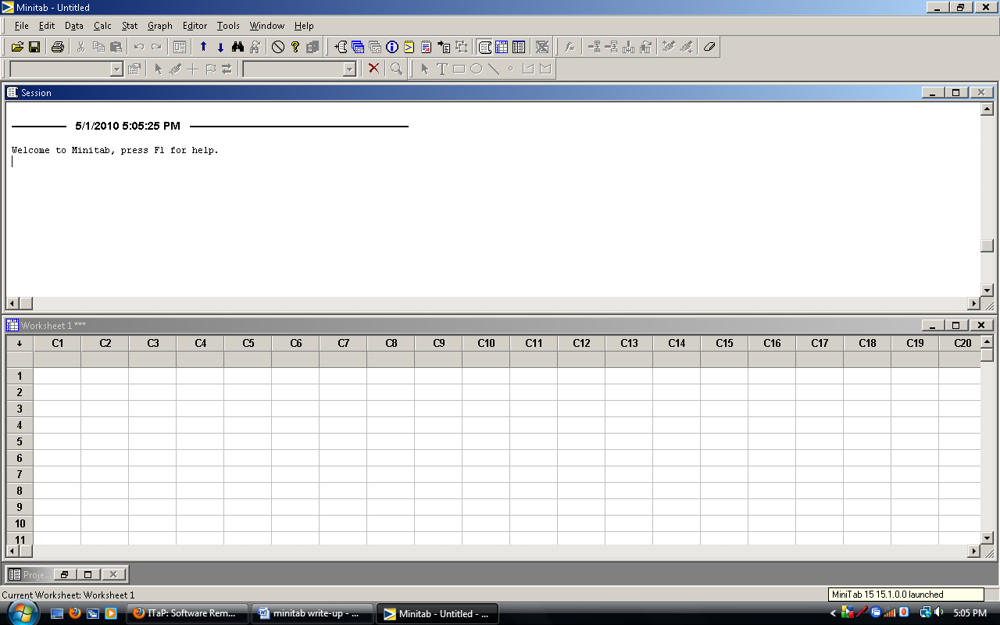 Minitab - Untitled
File Edit Data Calc Stat Graph Editor Tools Window Help
Session
5/1/2010 5:05:25 PM
Welcome to Minitab, press F1 for help.
Worksheet 1 ***
C1 C2 C3 C4 C5 C6 C7 C8 C9 C10 C11 C12 C13 C14 C15 C16 C17 C18 C19 C20
1
2
3
4
5
6
7
8
9
10
11
Proje...
Current Worksheet: Worksheet 1
MiniTab 15 15.1.0.0 launched
ITaP: Software Rem...
minitab write-up - ...
Minitab - Untitled - ...
5:05 PM